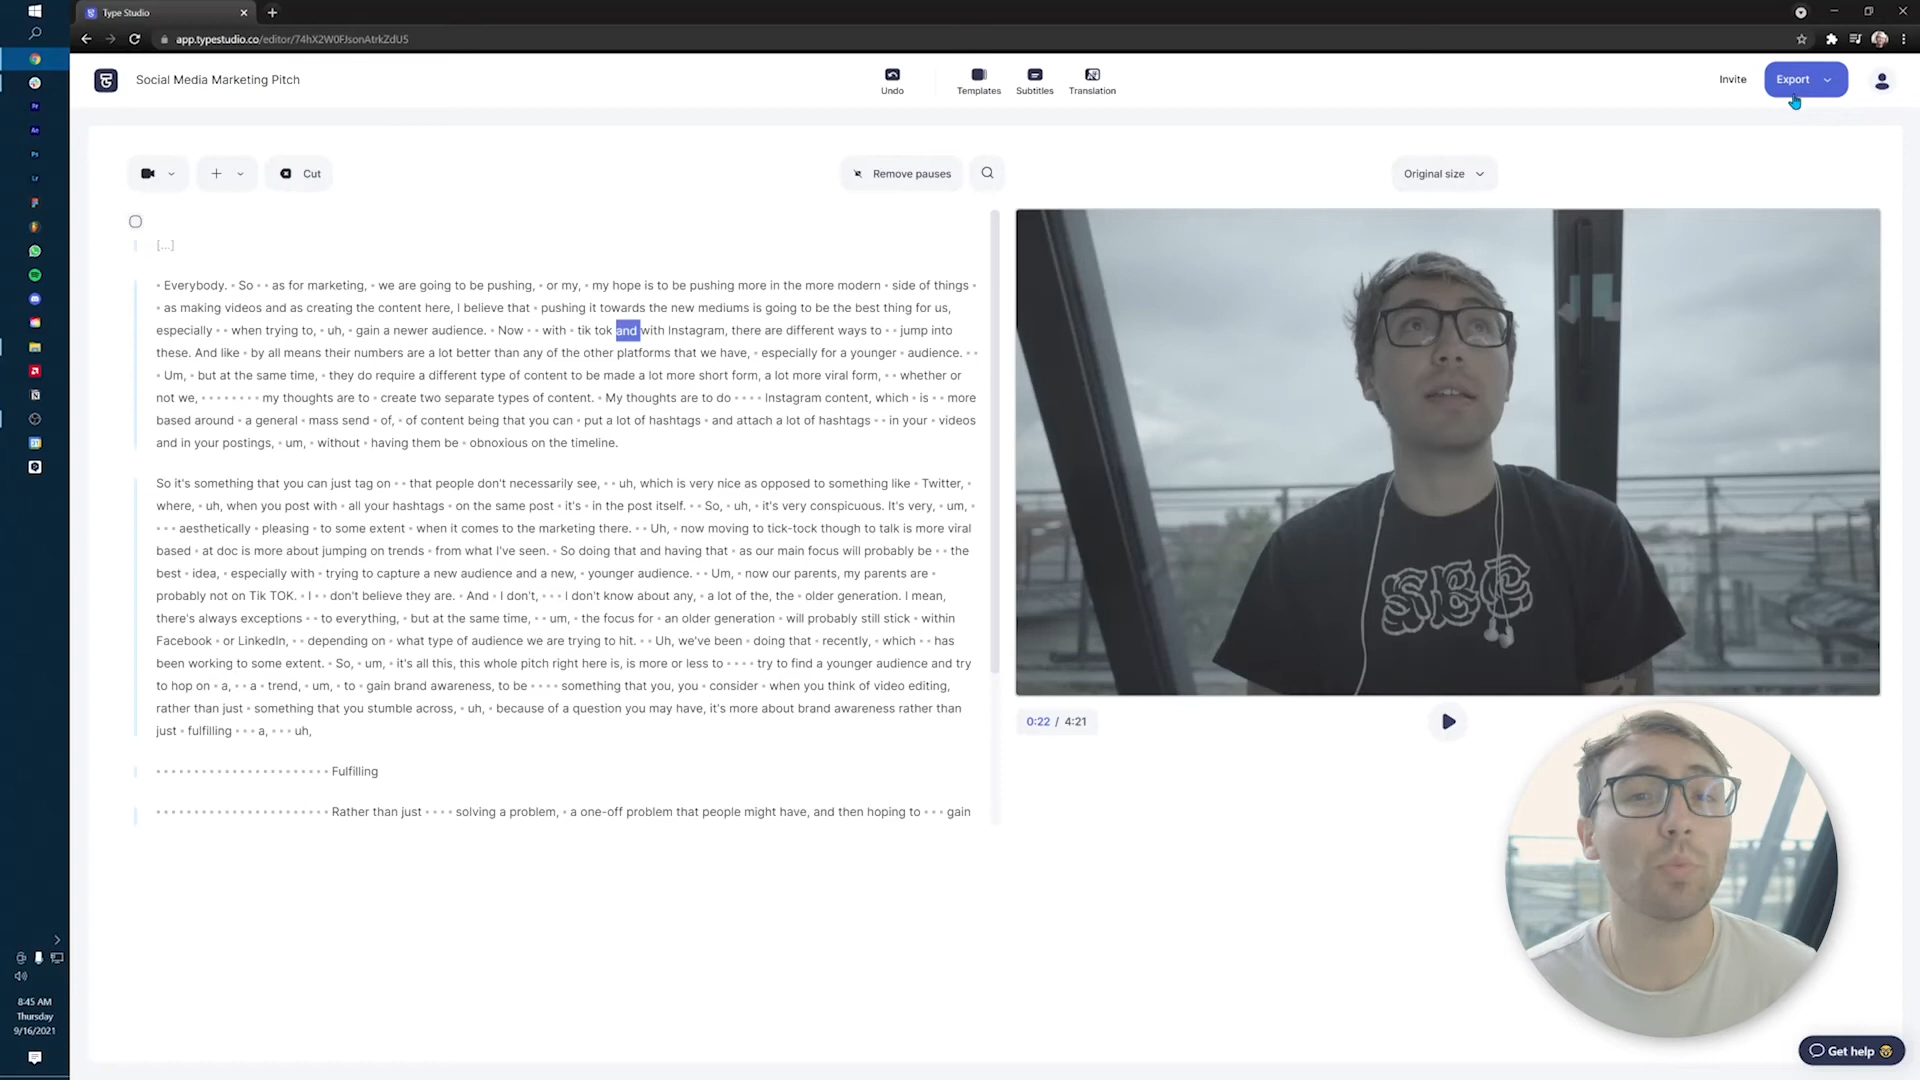 Type Studio
app.typestudio.co/editor/74hX2W0FJsonAtrkZdU5
Social Media Marketing Pitch
Undo
Templates
Subtitles
Translation
Invite
Export
Cut
Remove pauses
Original size
[...]
• Everybody. • So • • as for marketing, • we are going to be pushing, • or my, • my hope is to be pushing more in the more modern • side of things •
• as making videos and as creating the content here, I believe that • pushing it towards the new mediums is going to be the best thing for us,
especially • • when trying to, • uh, • gain a newer audience. • Now • • with • tik tok and with Instagram, there are different ways to • • jump into
these. And like • by all means their numbers are a lot better than any of the other platforms that we have, • especially for a younger • audience. • •
• Um, • but at the same time, • they do require a different type of content to be made a lot more short form, a lot more viral form, • • whether or
not we, • • • • • • • • my thoughts are to • create two separate types of content. • My thoughts are to do • • • • Instagram content, which • is • • more
based around • a general • mass send • of, • of content being that you can • put a lot of hashtags • and attach a lot of hashtags • • in your • videos
and in your postings, • um, • without • having them be • obnoxious on the timeline.
So it's something that you can just tag on • • that people don't necessarily see, • • uh, which is very nice as opposed to something like • Twitter, •
where, • uh, when you post with • all your hashtags • on the same post • it's • in the post itself. • • So, • uh, • it's very conspicuous. It's very, • um, •
• • • aesthetically • pleasing • to some extent • when it comes to the marketing there. • • Uh, • now moving to tick-tock though to talk is more viral
based • at doc is more about jumping on trends • from what I've seen. • So doing that and having that • as our main focus will probably be • • the
best • idea, • especially with • trying to capture a new audience and a new, • younger audience. • • Um, • now our parents, my parents are •
probably not on Tik TOK. • I • • don't believe they are. • And • I don't, • • • I don't know about any, • a lot of the, the • older generation. I mean,
there's always exceptions • • to everything, • but at the same time, • • um, • the focus for • an older generation • will probably still stick • within
Facebook • or LinkedIn, • • depending on • what type of audience we are trying to hit. • • Uh, we've been • doing that • recently, • which • • has
been working to some extent. • So, • um, • it's all this, this whole pitch right here is, is more or less to • • • • try to find a younger audience and try
to hop on • a, • • a • trend, • um, • to • gain brand awareness, to be • • • • something that you, you • consider • when you think of video editing,
rather than just • something that you stumble across, • uh, • because of a question you may have, it's more about brand awareness rather than
just • fulfilling • • • a, • • • uh,
• • • • • • • • • • • • • • • • • • • • • • • Fulfilling
• • • • • • • • • • • • • • • • • • • • • • • Rather than just • • • • solving a problem, • a one-off problem that people might have, and then hoping to • • • gain
0:22 / 4:21
8:45 AM
Thursday
9/16/2021
Get help